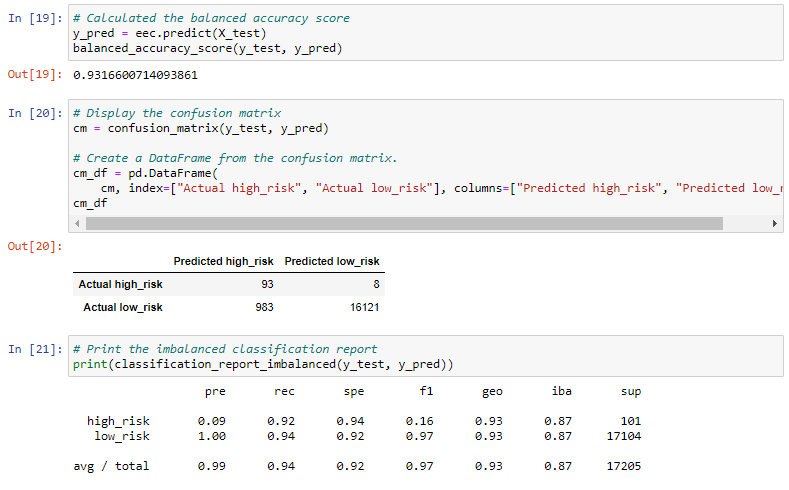 In [19]: # Calculated the balanced accuracy score
y_pred = eec.predict(X_test)
balanced_accuracy_score(y_test, y_pred)
Out[19]: 0.9316600714093861
In [20]: # Display the confusion matrix
cm = confusion_matrix(y_test, y_pred)
# Create a DataFrame from the confusion matrix.
cm_df = pd.DataFrame(
cm, index=["Actual high_risk", "Actual low_risk"], columns=["Predicted high_risk", "Predicted low_r
cm_df
Out[20]:
Predicted high_risk Predicted low_risk
Actual high_risk 93 8
Actual low_risk 983 16121
In [21]: # Print the imbalanced classification report
print(classification_report_imbalanced(y_test, y_pred))
pre rec spe f1 geo iba sup
high_risk 0.09 0.92 0.94 0.16 0.93 0.87 101
low_risk 1.00 0.94 0.92 0.97 0.93 0.87 17104
avg / total 0.99 0.94 0.92 0.97 0.93 0.87 17205